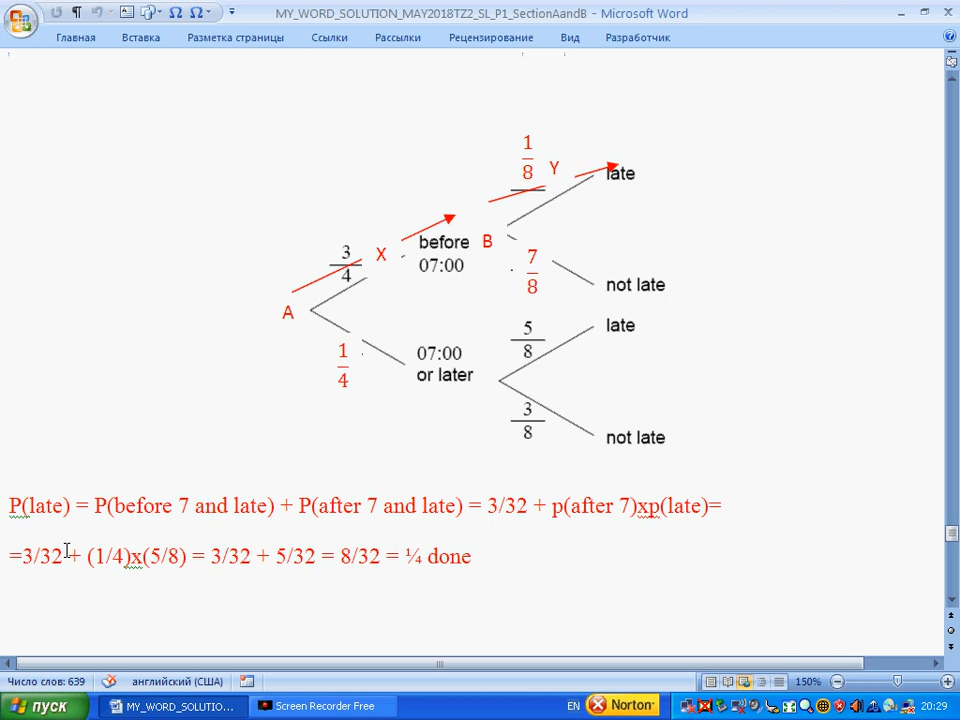 MY_WORD_SOLUTION_MAY2018TZ2_SL_P1_SectionAandB - Microsoft Word
Главная Вставка Разметка страницы Ссылки Рассылки Рецензирование Вид Разработчик
1
8
Y
late
3
4
X
before
07:00
B
7
8
not late
A
1
4
07:00
or later
5
8
late
3
8
not late
P(late) = P(before 7 and late) + P(after 7 and late) = 3/32 + p(after 7)xp(late)=
=3/32 + (1/4)x(5/8) = 3/32 + 5/32 = 8/32 = ¼ done
Число слов: 639 английский (США) 150%
пуск MY_WORD_SOLUTIO... Screen Recorder Free EN Norton 20:29